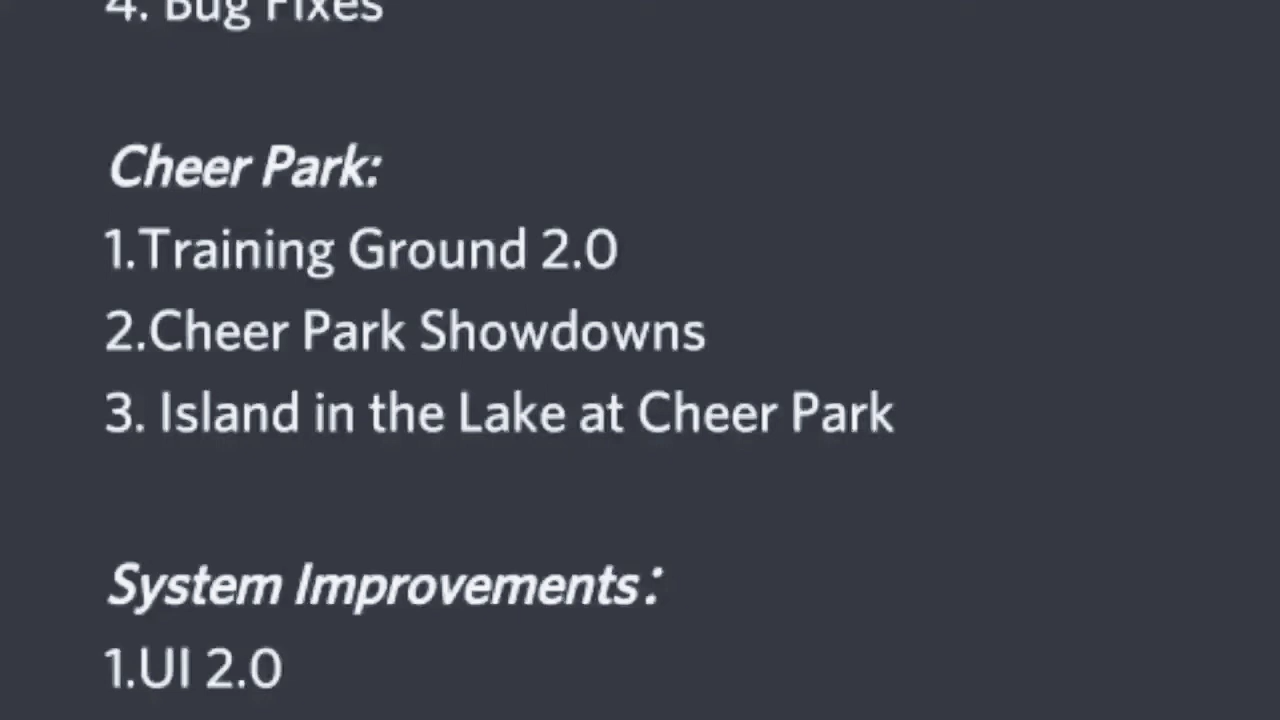 4. Bug Fixes
Cheer Park:
1.Training Ground 2.0
2.Cheer Park Showdowns
3. Island in the Lake at Cheer Park
System Improvements：
1.UI 2.0